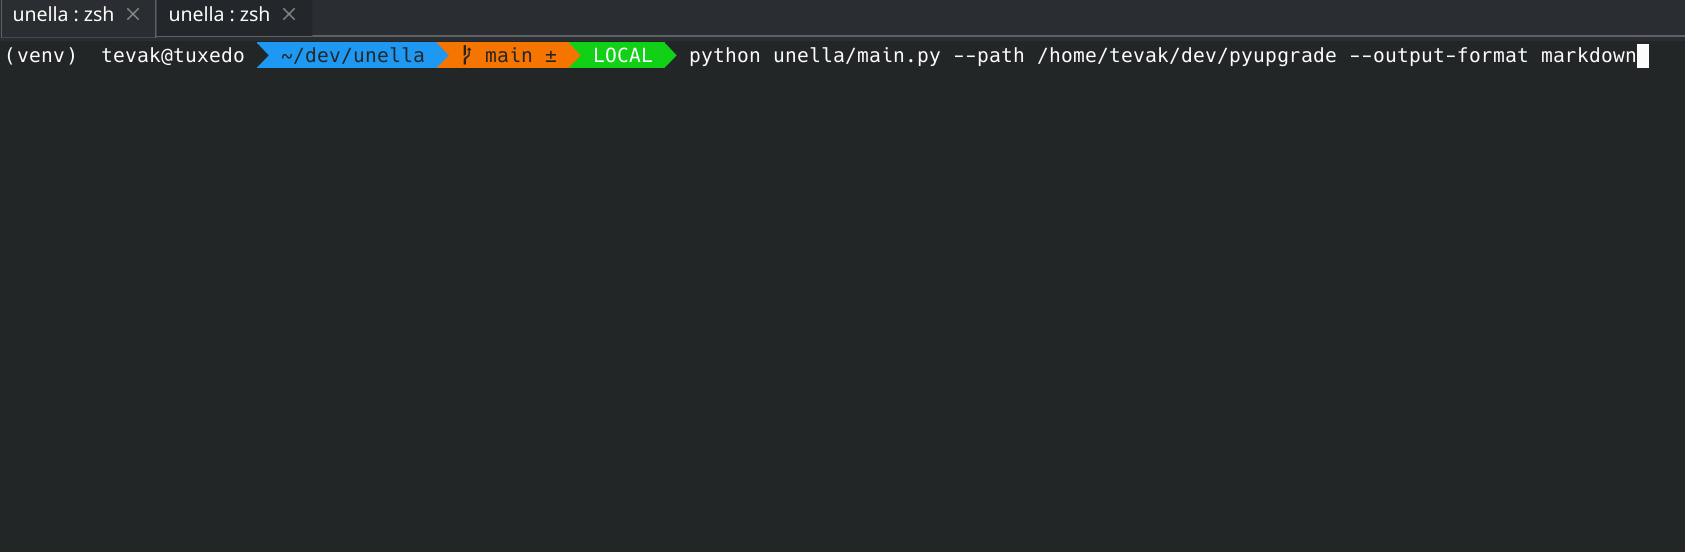 unella : zsh × unella : zsh ×
(venv) tevak@tuxedo ~/dev/unella main ± LOCAL python unella/main.py --path /home/tevak/dev/pyupgrade --output-format markdown